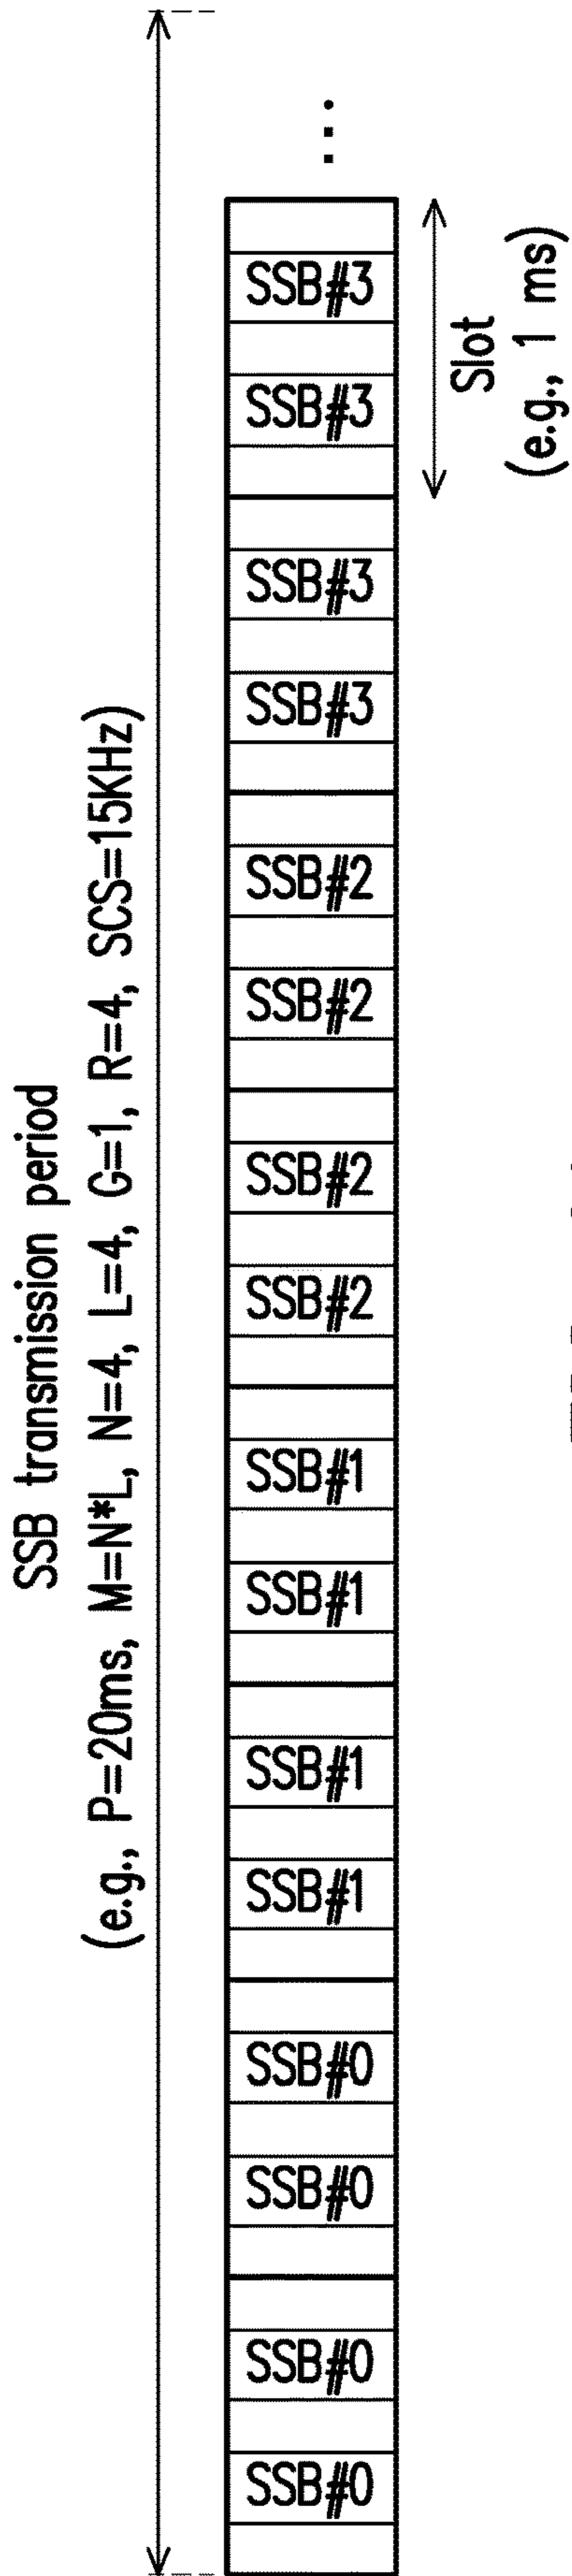 SSB transmission period
(e.g., P=20ms, M=N*L, N=4, L=4, G=1, R=4, SCS=15KHz)
SSB#0
SSB#0
SSB#0
SSB#0
SSB#1
SSB#1
SSB#1
SSB#1
SSB#2
SSB#2
SSB#2
SSB#2
SSB#3
SSB#3
SSB#3
SSB#3
...
Slot
(e.g., 1 ms)